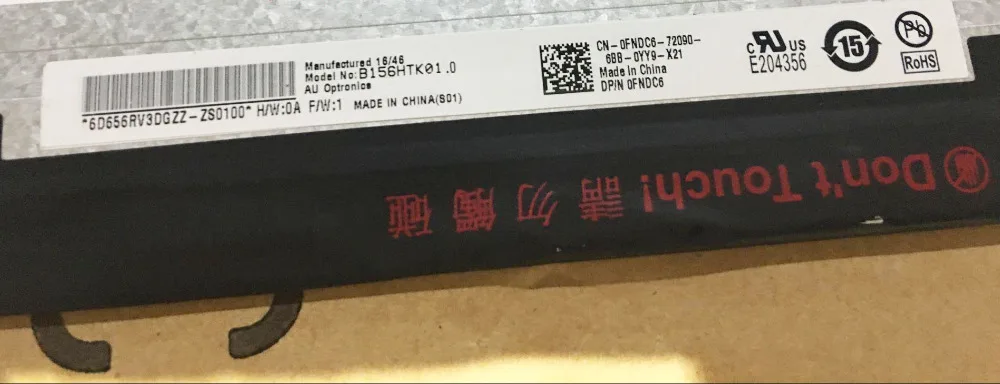 Manufactured 16/46
Model No:B156HTK01.0
AU Optronics
*6D656RV3DGZZ-ZS0100* H/W:0A F/W:1 MADE IN CHINA(S01)
CN-0FNDC6-72090-
6BB-0YY9-X21
Made in China
DPN 0FNDC6
c RU US
E204356
15
Pb
RoHS
Don't Touch! 請勿觸碰